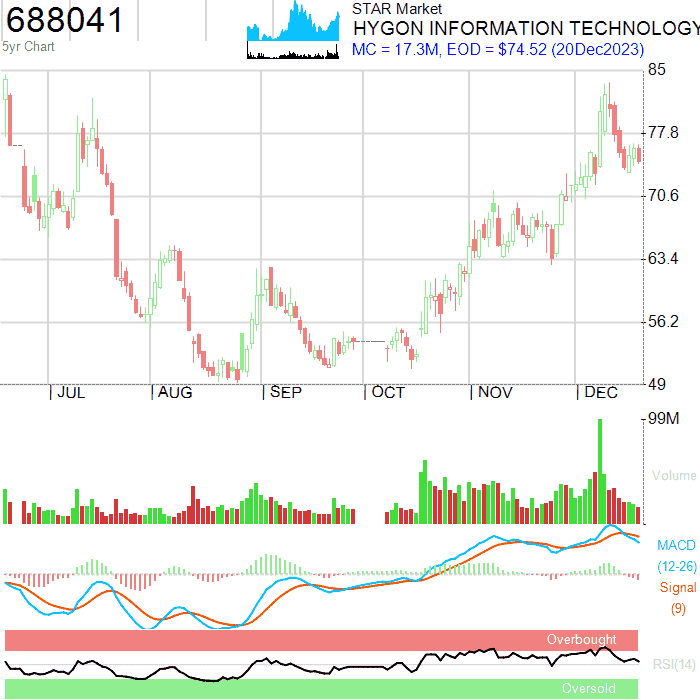 688041
STAR Market
HYGON INFORMATION TECHNOLOGY
5yr Chart
MC = 17.3M, EOD = $74.52 (20Dec2023)
85
77.8
70.6
63.4
56.2
49
JUL AUG SEP OCT NOV DEC
99M
Volume
MACD
(12-26)
Signal
(9)
Overbought
RSI(14)
Oversold